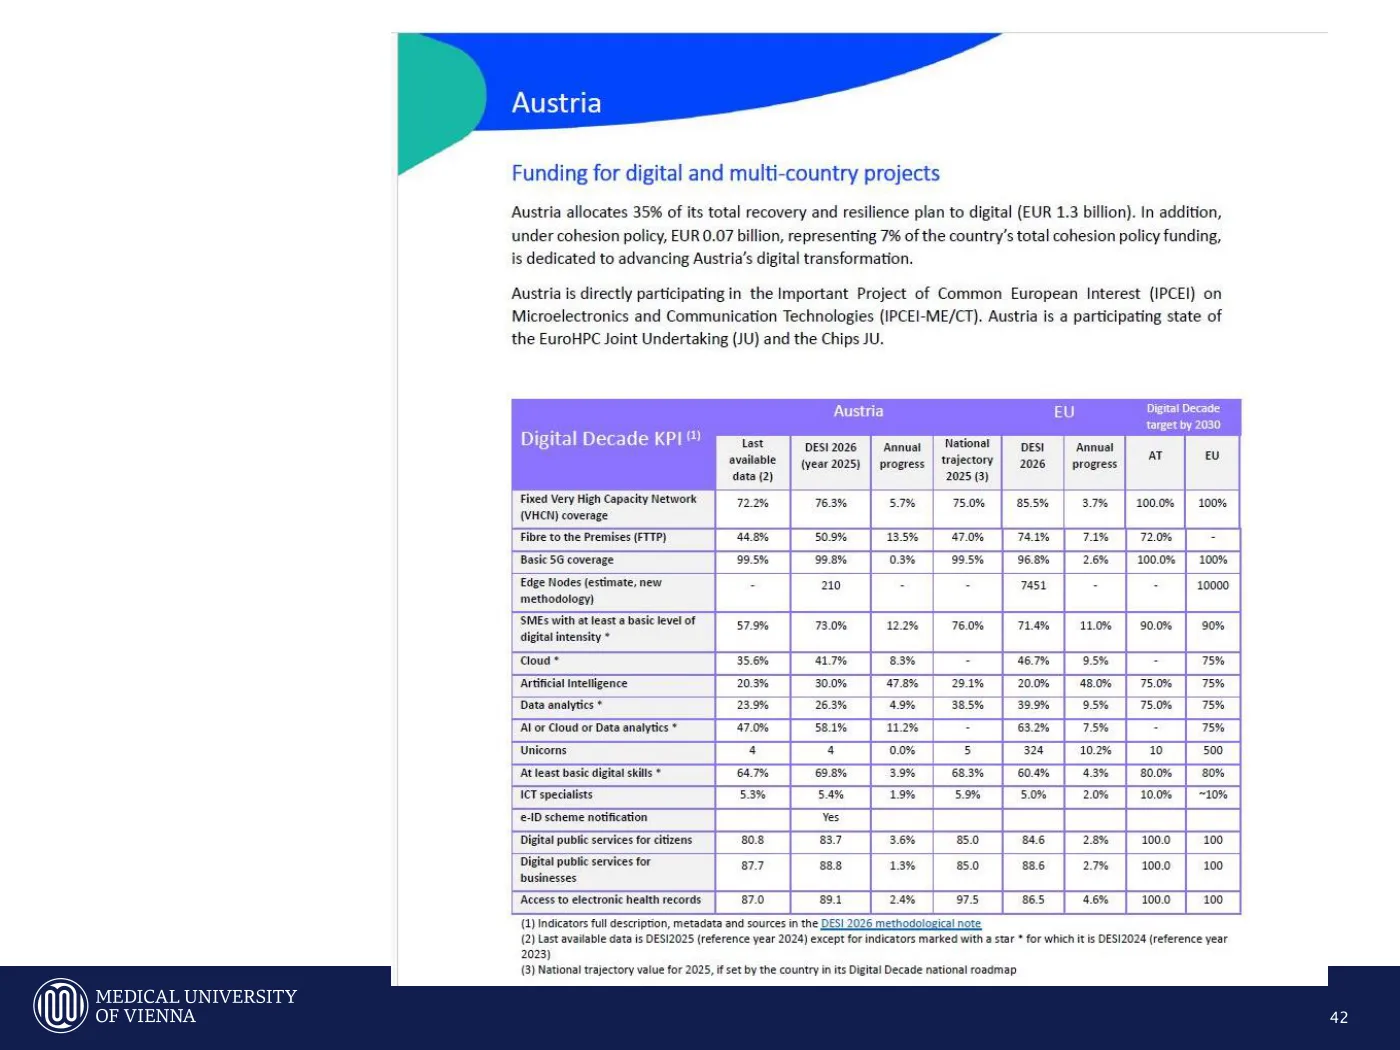 Austria
Funding for digital and multi-country projects
Austria allocates 35% of its total recovery and resilience plan to digital (EUR 1.3 billion). In addition,
under cohesion policy, EUR 0.07 billion, representing 7% of the country's total cohesion policy funding,
is dedicated to advancing Austria's digital transformation.
Austria is directly participating in the Important Project of Common European Interest (IPCEI) on
Microelectronics and Communication Technologies (IPCEI-ME/CT). Austria is a participating state of
the EuroHPC Joint Undertaking (JU) and the Chips JU.
Digital Decade KPI (1)
Austria EU Digital Decade
target by 2030
Last
available
data (2)
DESI 2026
(year 2025)
Annual
progress
National
trajectory
2025 (3)
DESI
2026
Annual
progress
AT EU
Fixed Very High Capacity Network
(VHCN) coverage
72.2% 76.3% 5.7% 75.0% 85.5% 3.7% 100.0% 100%
Fibre to the Premises (FTTP) 44.8% 50.9% 13.5% 47.0% 74.1% 7.1% 72.0% -
Basic 5G coverage 99.5% 99.8% 0.3% 99.5% 96.8% 2.6% 100.0% 100%
Edge Nodes (estimate, new
methodology)
- 210 - - 7451 - - 10000
SMEs with at least a basic level of
digital intensity *
57.9% 73.0% 12.2% 76.0% 71.4% 11.0% 90.0% 90%
Cloud * 35.6% 41.7% 8.3% - 46.7% 9.5% - 75%
Artificial Intelligence 20.3% 30.0% 47.8% 29.1% 20.0% 48.0% 75.0% 75%
Data analytics * 23.9% 26.3% 4.9% 38.5% 39.9% 9.5% 75.0% 75%
AI or Cloud or Data analytics * 47.0% 58.1% 11.2% - 63.2% 7.5% - 75%
Unicorns 4 4 0.0% 5 324 10.2% 10 500
At least basic digital skills * 64.7% 69.8% 3.9% 68.3% 60.4% 4.3% 80.0% 80%
ICT specialists 5.3% 5.4% 1.9% 5.9% 5.0% 2.0% 10.0% ~10%
e-ID scheme notification Yes
Digital public services for citizens 80.8 83.7 3.6% 85.0 84.6 2.8% 100.0 100
Digital public services for
businesses
87.7 88.8 1.3% 85.0 88.6 2.7% 100.0 100
Access to electronic health records 87.0 89.1 2.4% 97.5 86.5 4.6% 100.0 100
(1) Indicators full description, metadata and sources in the DESI 2026 methodological note
(2) Last available data is DESI2025 (reference year 2024) except for indicators marked with a star * for which it is DESI2024 (reference year
2023)
(3) National trajectory value for 2025, if set by the country in its Digital Decade national roadmap
MEDICAL UNIVERSITY
OF VIENNA
42